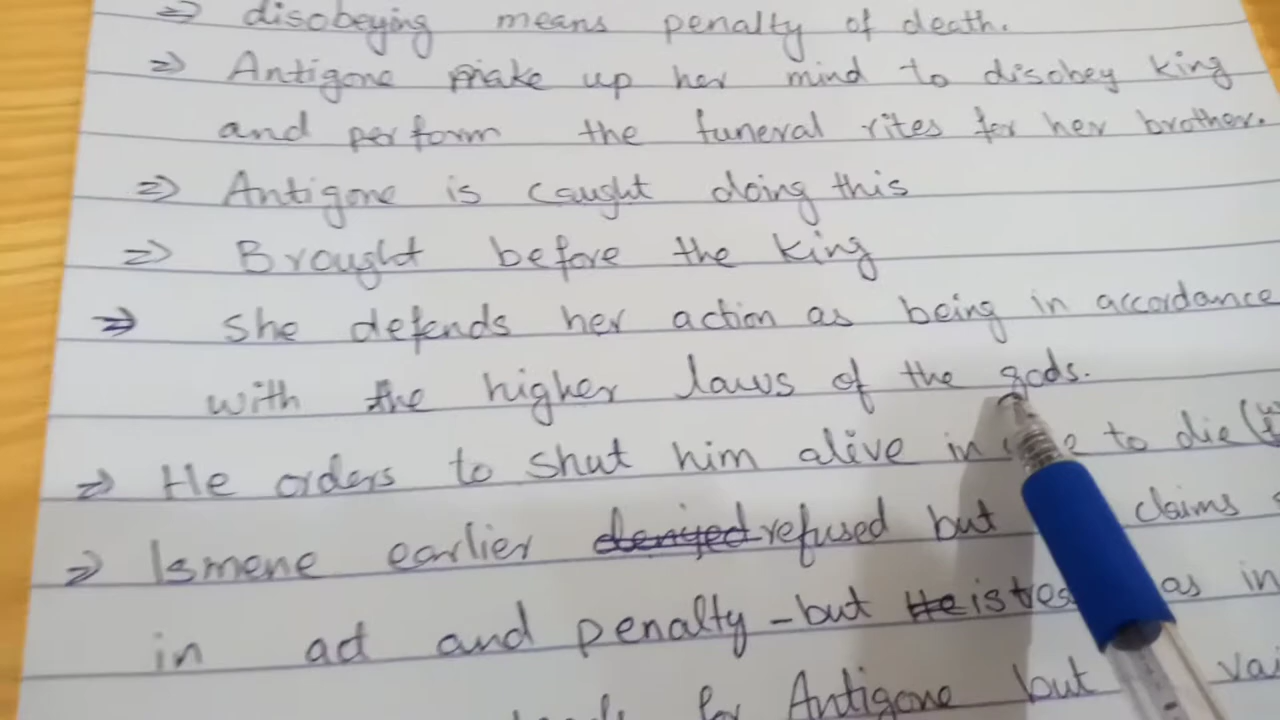 => disobeying means penalty of death.
=> Antigone make up her mind to disobey king
and perform the funeral rites for her brother.
=> Antigone is caught doing this
=> Brought before the king
=> she defends her action as being in accordance
with the higher laws of the gods.
=> He orders to shut him alive in to die
=> Ismene earlier denied refused but claims
in act and penalty - but He is as in
for Antigone but